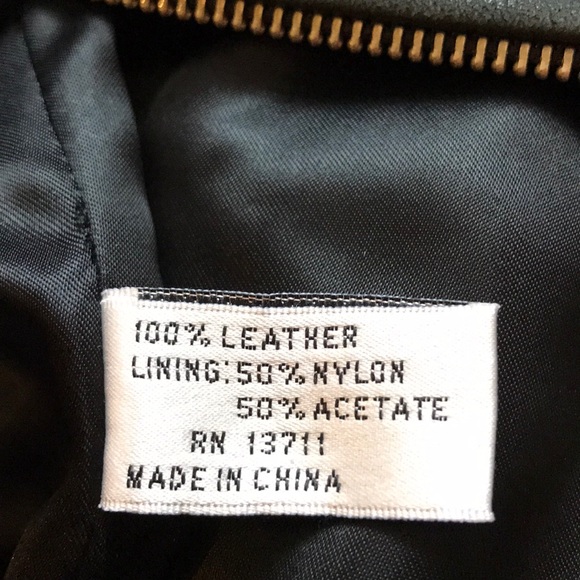 100% LEATHER
LINING:50% NYLON
50% ACETATE
RN 13711
MADE IN CHINA